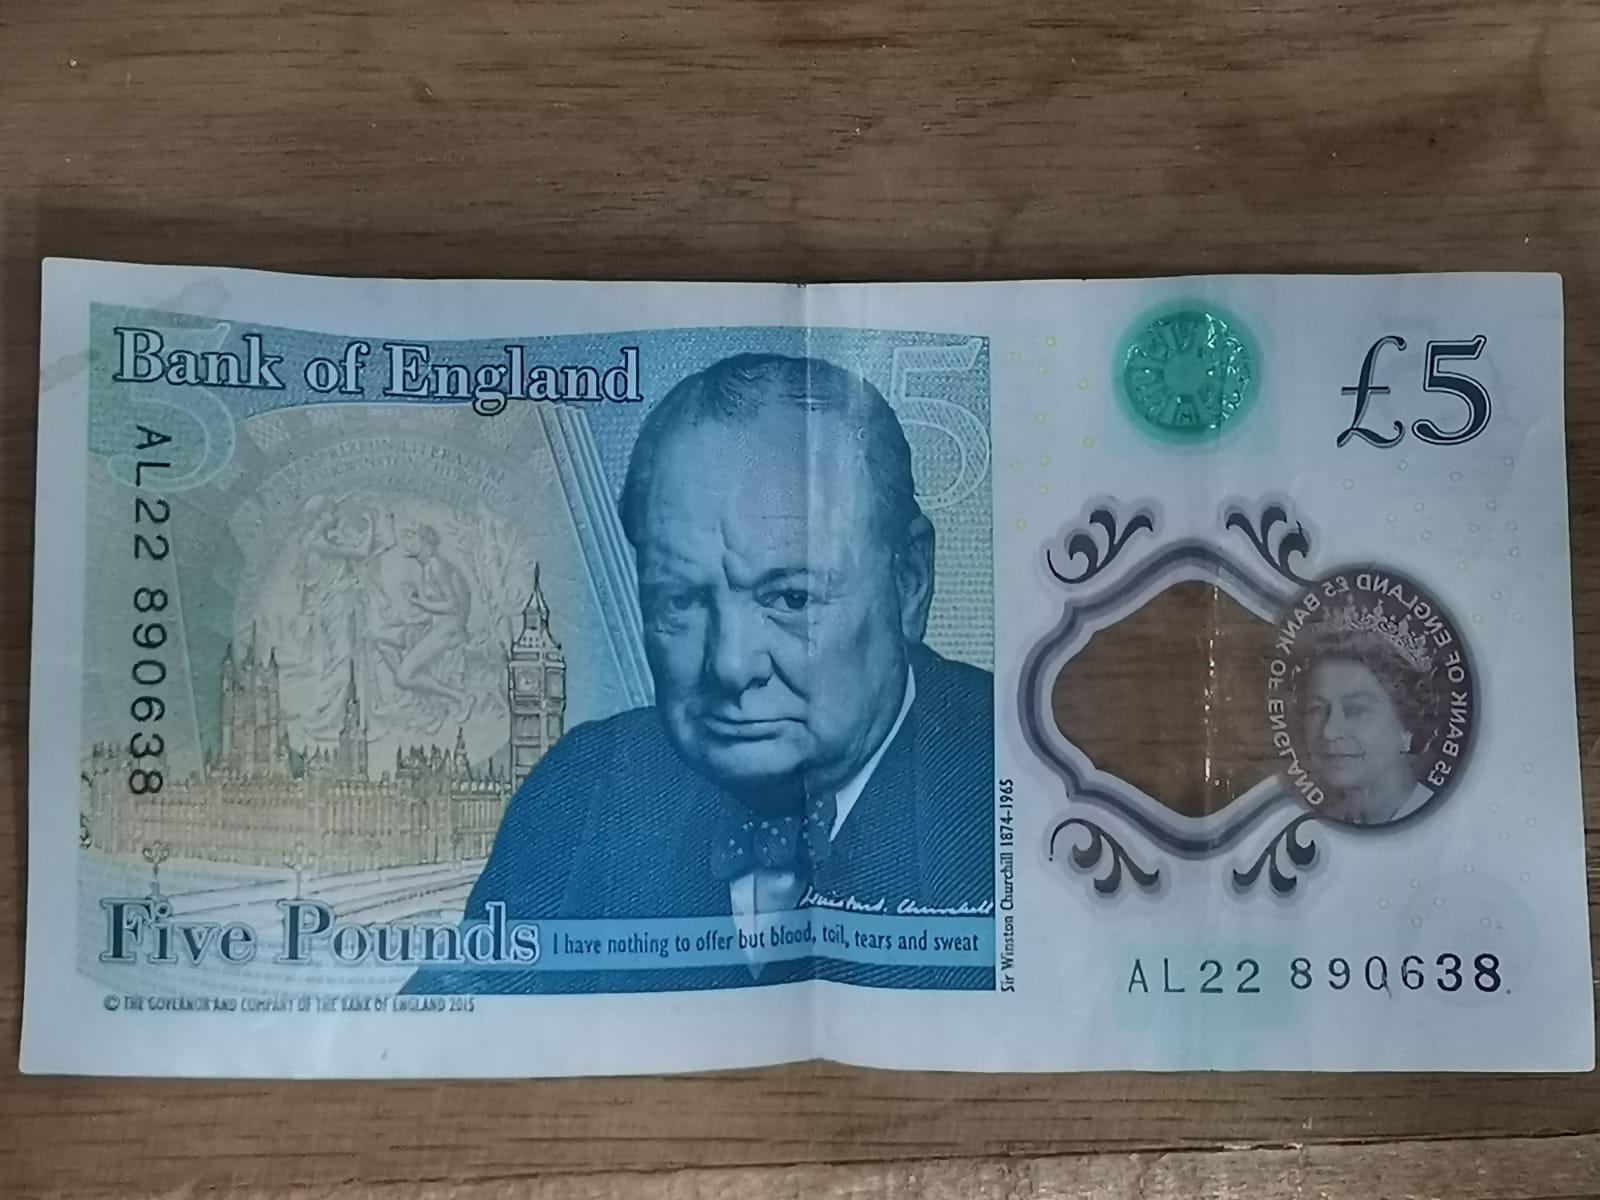 Bank of England
£5
AL22 890638
BANK OF ENGLAND £5 BANK OF ENGLAND £5
Winston S. Churchill
Five Pounds
I have nothing to offer but blood, toil, tears and sweat
Sir Winston Churchill 1874-1965
AL22 890638
© THE GOVERNOR AND COMPANY OF THE BANK OF ENGLAND 2015
5
5